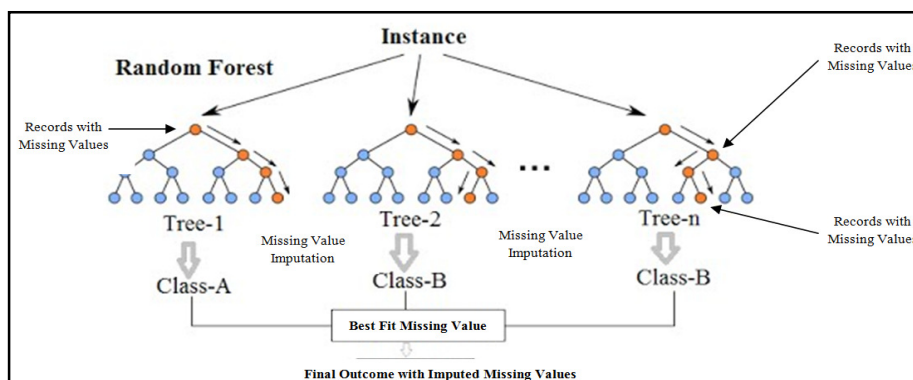 Instance
Random Forest
Records with
Missing Values
Records with
Missing Values
...
Tree-1
Tree-2
Tree-n
Records with
Missing Values
Missing Value
Imputation
Missing Value
Imputation
Class-A
Class-B
Class-B
Best Fit Missing Value
Final Outcome with Imputed Missing Values